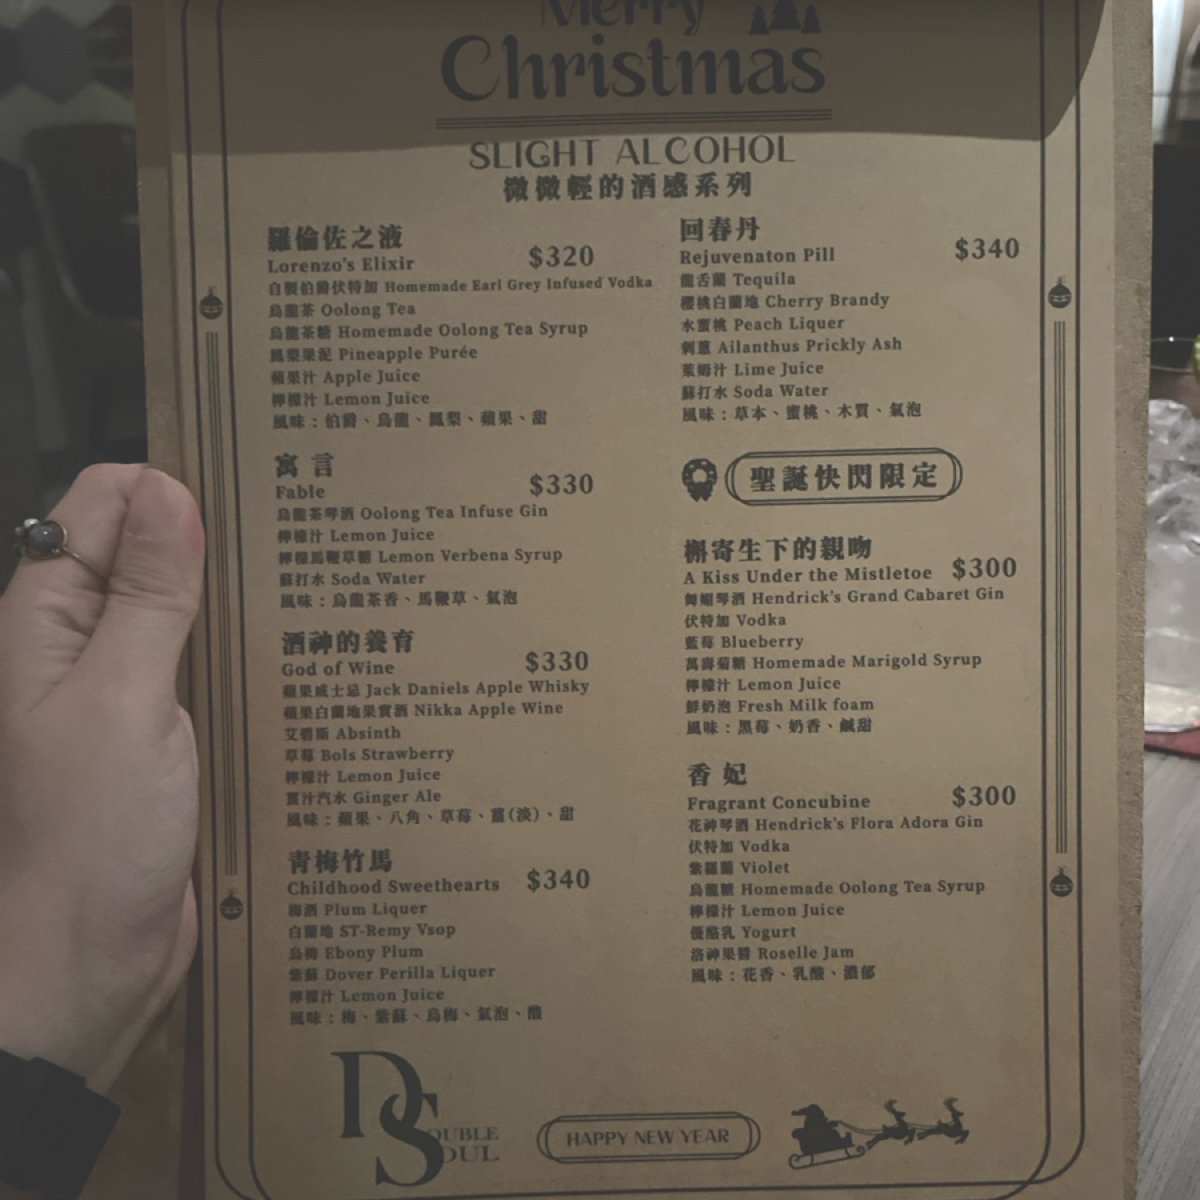 Merry
Christmas
SLIGHT ALCOHOL
微微輕的酒感系列
羅倫佐之液
Lorenzo's Elixir $320
自製伯爵伏特加 Homemade Earl Grey Infused Vodka
烏龍茶 Oolong Tea
烏龍茶糖 Homemade Oolong Tea Syrup
鳳梨果泥 Pineapple Purée
蘋果汁 Apple Juice
檸檬汁 Lemon Juice
風味：伯爵、烏龍、鳳梨、蘋果、甜
寓言
Fable $330
烏龍茶琴酒 Oolong Tea Infuse Gin
檸檬汁 Lemon Juice
檸檬馬鞭草糖 Lemon Verbena Syrup
蘇打水 Soda Water
風味：烏龍茶香、馬鞭草、氣泡
酒神的養育
God of Wine $330
蘋果威士忌 Jack Daniels Apple Whisky
蘋果白蘭地果實酒 Nikka Apple Wine
艾碧斯 Absinth
草莓 Bols Strawberry
檸檬汁 Lemon Juice
薑汁汽水 Ginger Ale
風味：蘋果、八角、草莓、薑(淡)、甜
青梅竹馬
Childhood Sweethearts $340
梅酒 Plum Liquer
白蘭地 ST-Remy Vsop
烏梅 Ebony Plum
紫蘇 Dover Perilla Liquer
檸檬汁 Lemon Juice
風味：梅、紫蘇、烏梅、氣泡、酸
回春丹
Rejuvenaton Pill $340
龍舌蘭 Tequila
櫻桃白蘭地 Cherry Brandy
水蜜桃 Peach Liquer
刺蔥 Ailanthus Prickly Ash
萊姆汁 Lime Juice
蘇打水 Soda Water
風味：草本、蜜桃、木質、氣泡
聖誕快閃限定
槲寄生下的親吻
A Kiss Under the Mistletoe $300
舞媚琴酒 Hendrick's Grand Cabaret Gin
伏特加 Vodka
藍莓 Blueberry
萬壽菊糖 Homemade Marigold Syrup
檸檬汁 Lemon Juice
鮮奶泡 Fresh Milk foam
風味：黑莓、奶香、鹹甜
香妃
Fragrant Concubine $300
花神琴酒 Hendrick's Flora Adora Gin
伏特加 Vodka
紫羅蘭 Violet
烏龍糖 Homemade Oolong Tea Syrup
檸檬汁 Lemon Juice
優酪乳 Yogurt
洛神果醬 Roselle Jam
風味：花香、乳酸、濃郁
DOUBLE
SOUL
HAPPY NEW YEAR